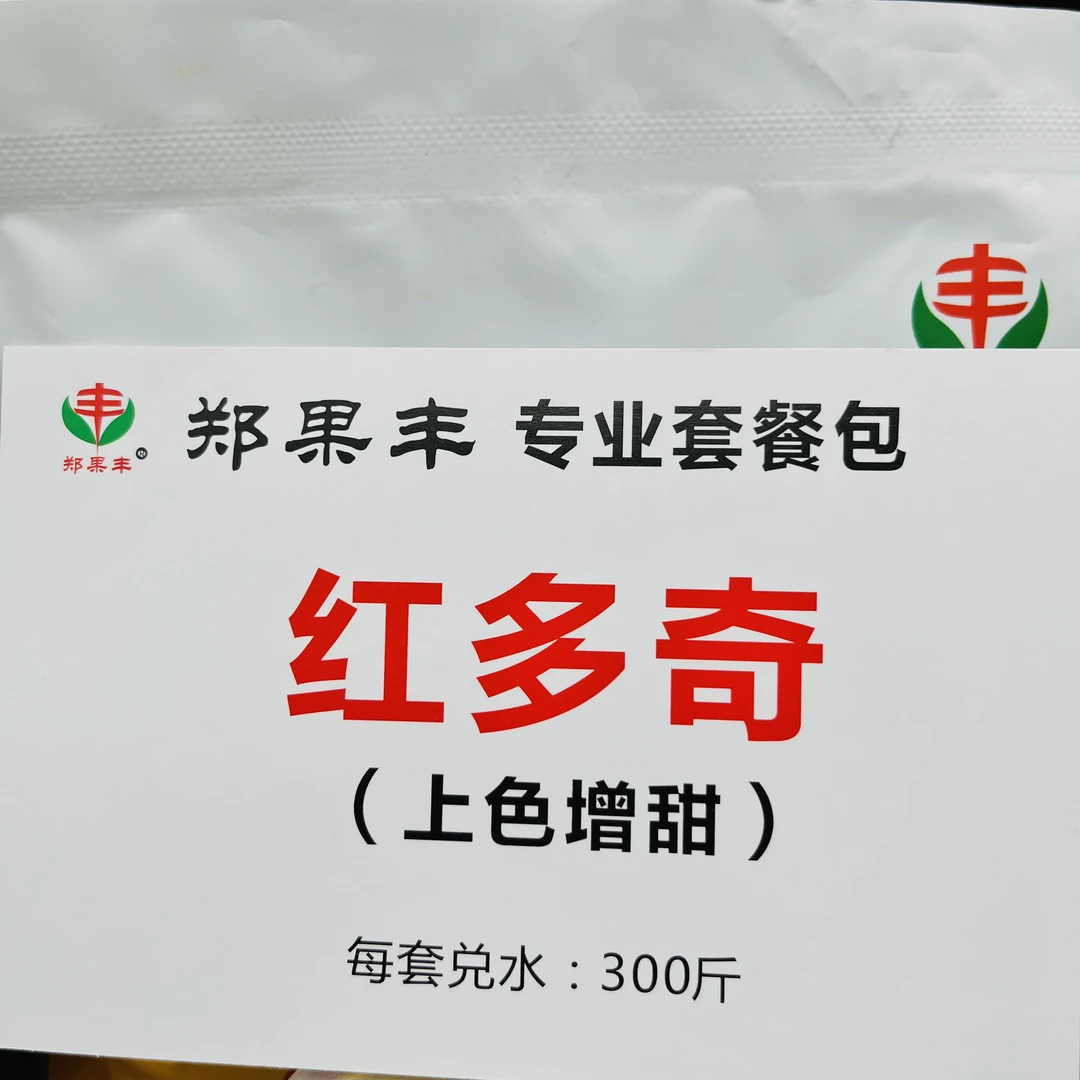 丰
郑果丰®
郑果丰 专业套餐包
红多奇
（上色增甜）
每套兑水：300斤